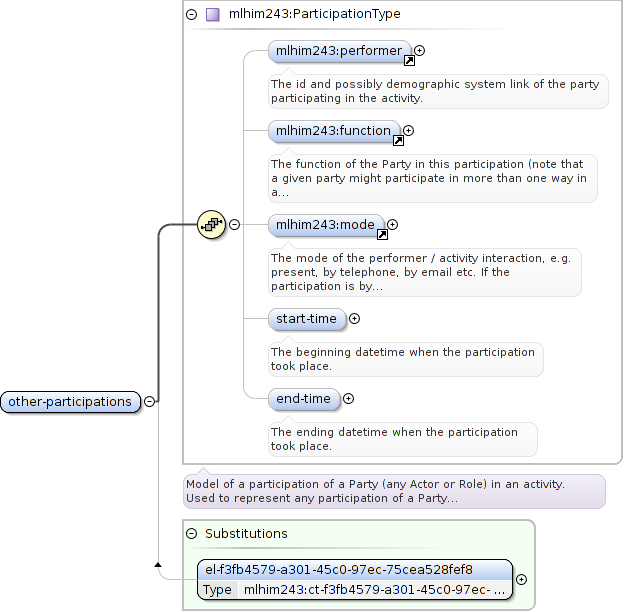 mlhim243:ParticipationType
mlhim243:performer
The id and possibly demographic system link of the party
participating in the activity.
mlhim243:function
The function of the Party in this participation (note that
a given party might participate in more than one way in
a...
mlhim243:mode
The mode of the performer / activity interaction, e.g.
present, by telephone, by email etc. If the
participation is by...
start-time
The beginning datetime when the participation
took place.
other-participations
end-time
The ending datetime when the participation
took place.
Model of a participation of a Party (any Actor or Role) in an activity.
Used to represent any participation of a Party...
Substitutions
el-f3fb4579-a301-45c0-97ec-75cea528fef8
Type mlhim243:ct-f3fb4579-a301-45c0-97ec- ...